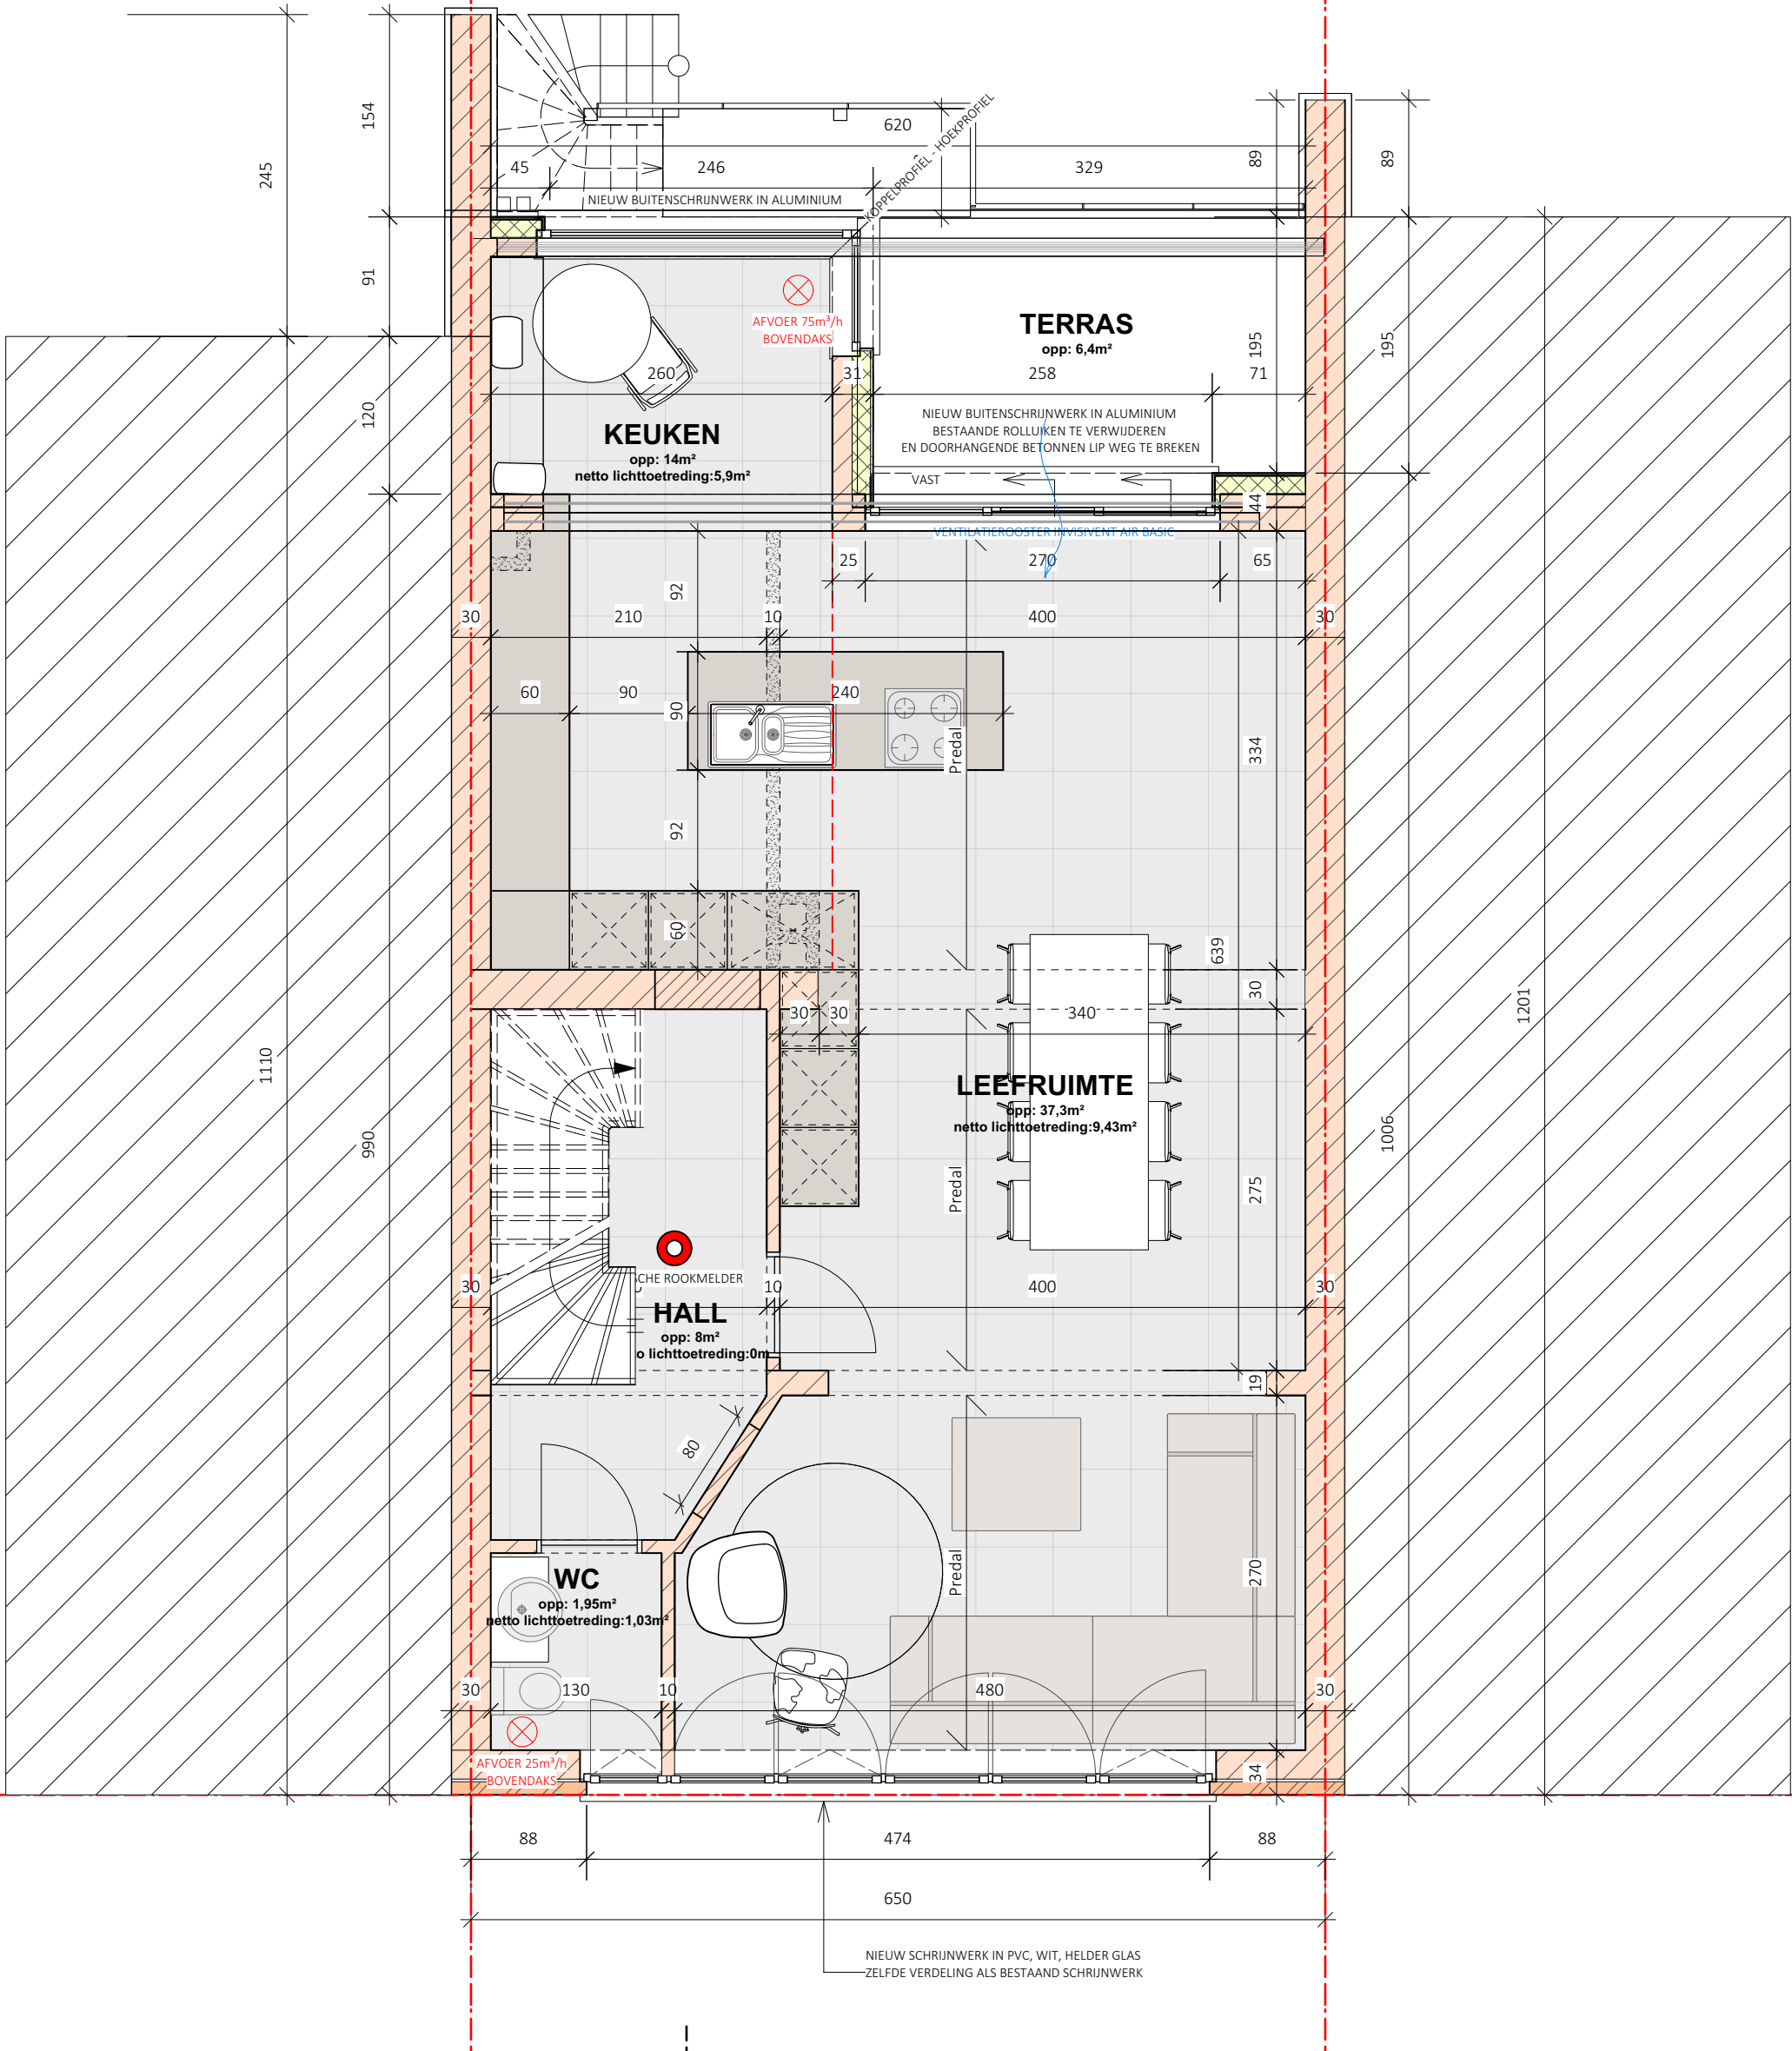 154
245
620
KOPPELPROFIEL - HOEKPROFIEL
45
246
329
89
89
NIEUW BUITENSCHRIJNWERK IN ALUMINIUM
91
AFVOER 75m³/h
BOVENDAKS
TERRAS
opp: 6,4m²
195
195
260
31
258
71
120
NIEUW BUITENSCHRIJNWERK IN ALUMINIUM
BESTAANDE ROLLUIKEN TE VERWIJDEREN
EN DOORHANGENDE BETONNEN LIP WEG TE BREKEN
KEUKEN
opp: 14m²
netto lichttoetreding:5,9m²
VAST
44
VENTILATIEROOSTER INVISIVENT AIR BASIC
25
270
65
92
30
210
10
400
30
60
90
90
240
Predal
334
92
60
639
30
30
30
340
1201
1110
990
LEEFRUIMTE
opp: 37,3m²
netto lichttoetreding:9,43m²
1006
Predal
275
SCHE ROOKMELDER
30
10
400
30
HALL
opp: 8m²
o lichttoetreding:0m
19
80
Predal
270
WC
opp: 1,95m²
netto lichttoetreding:1,03m²
30
130
10
480
30
AFVOER 25m³/h
BOVENDAKS
34
88
474
88
650
NIEUW SCHRIJNWERK IN PVC, WIT, HELDER GLAS
ZELFDE VERDELING ALS BESTAAND SCHRIJNWERK